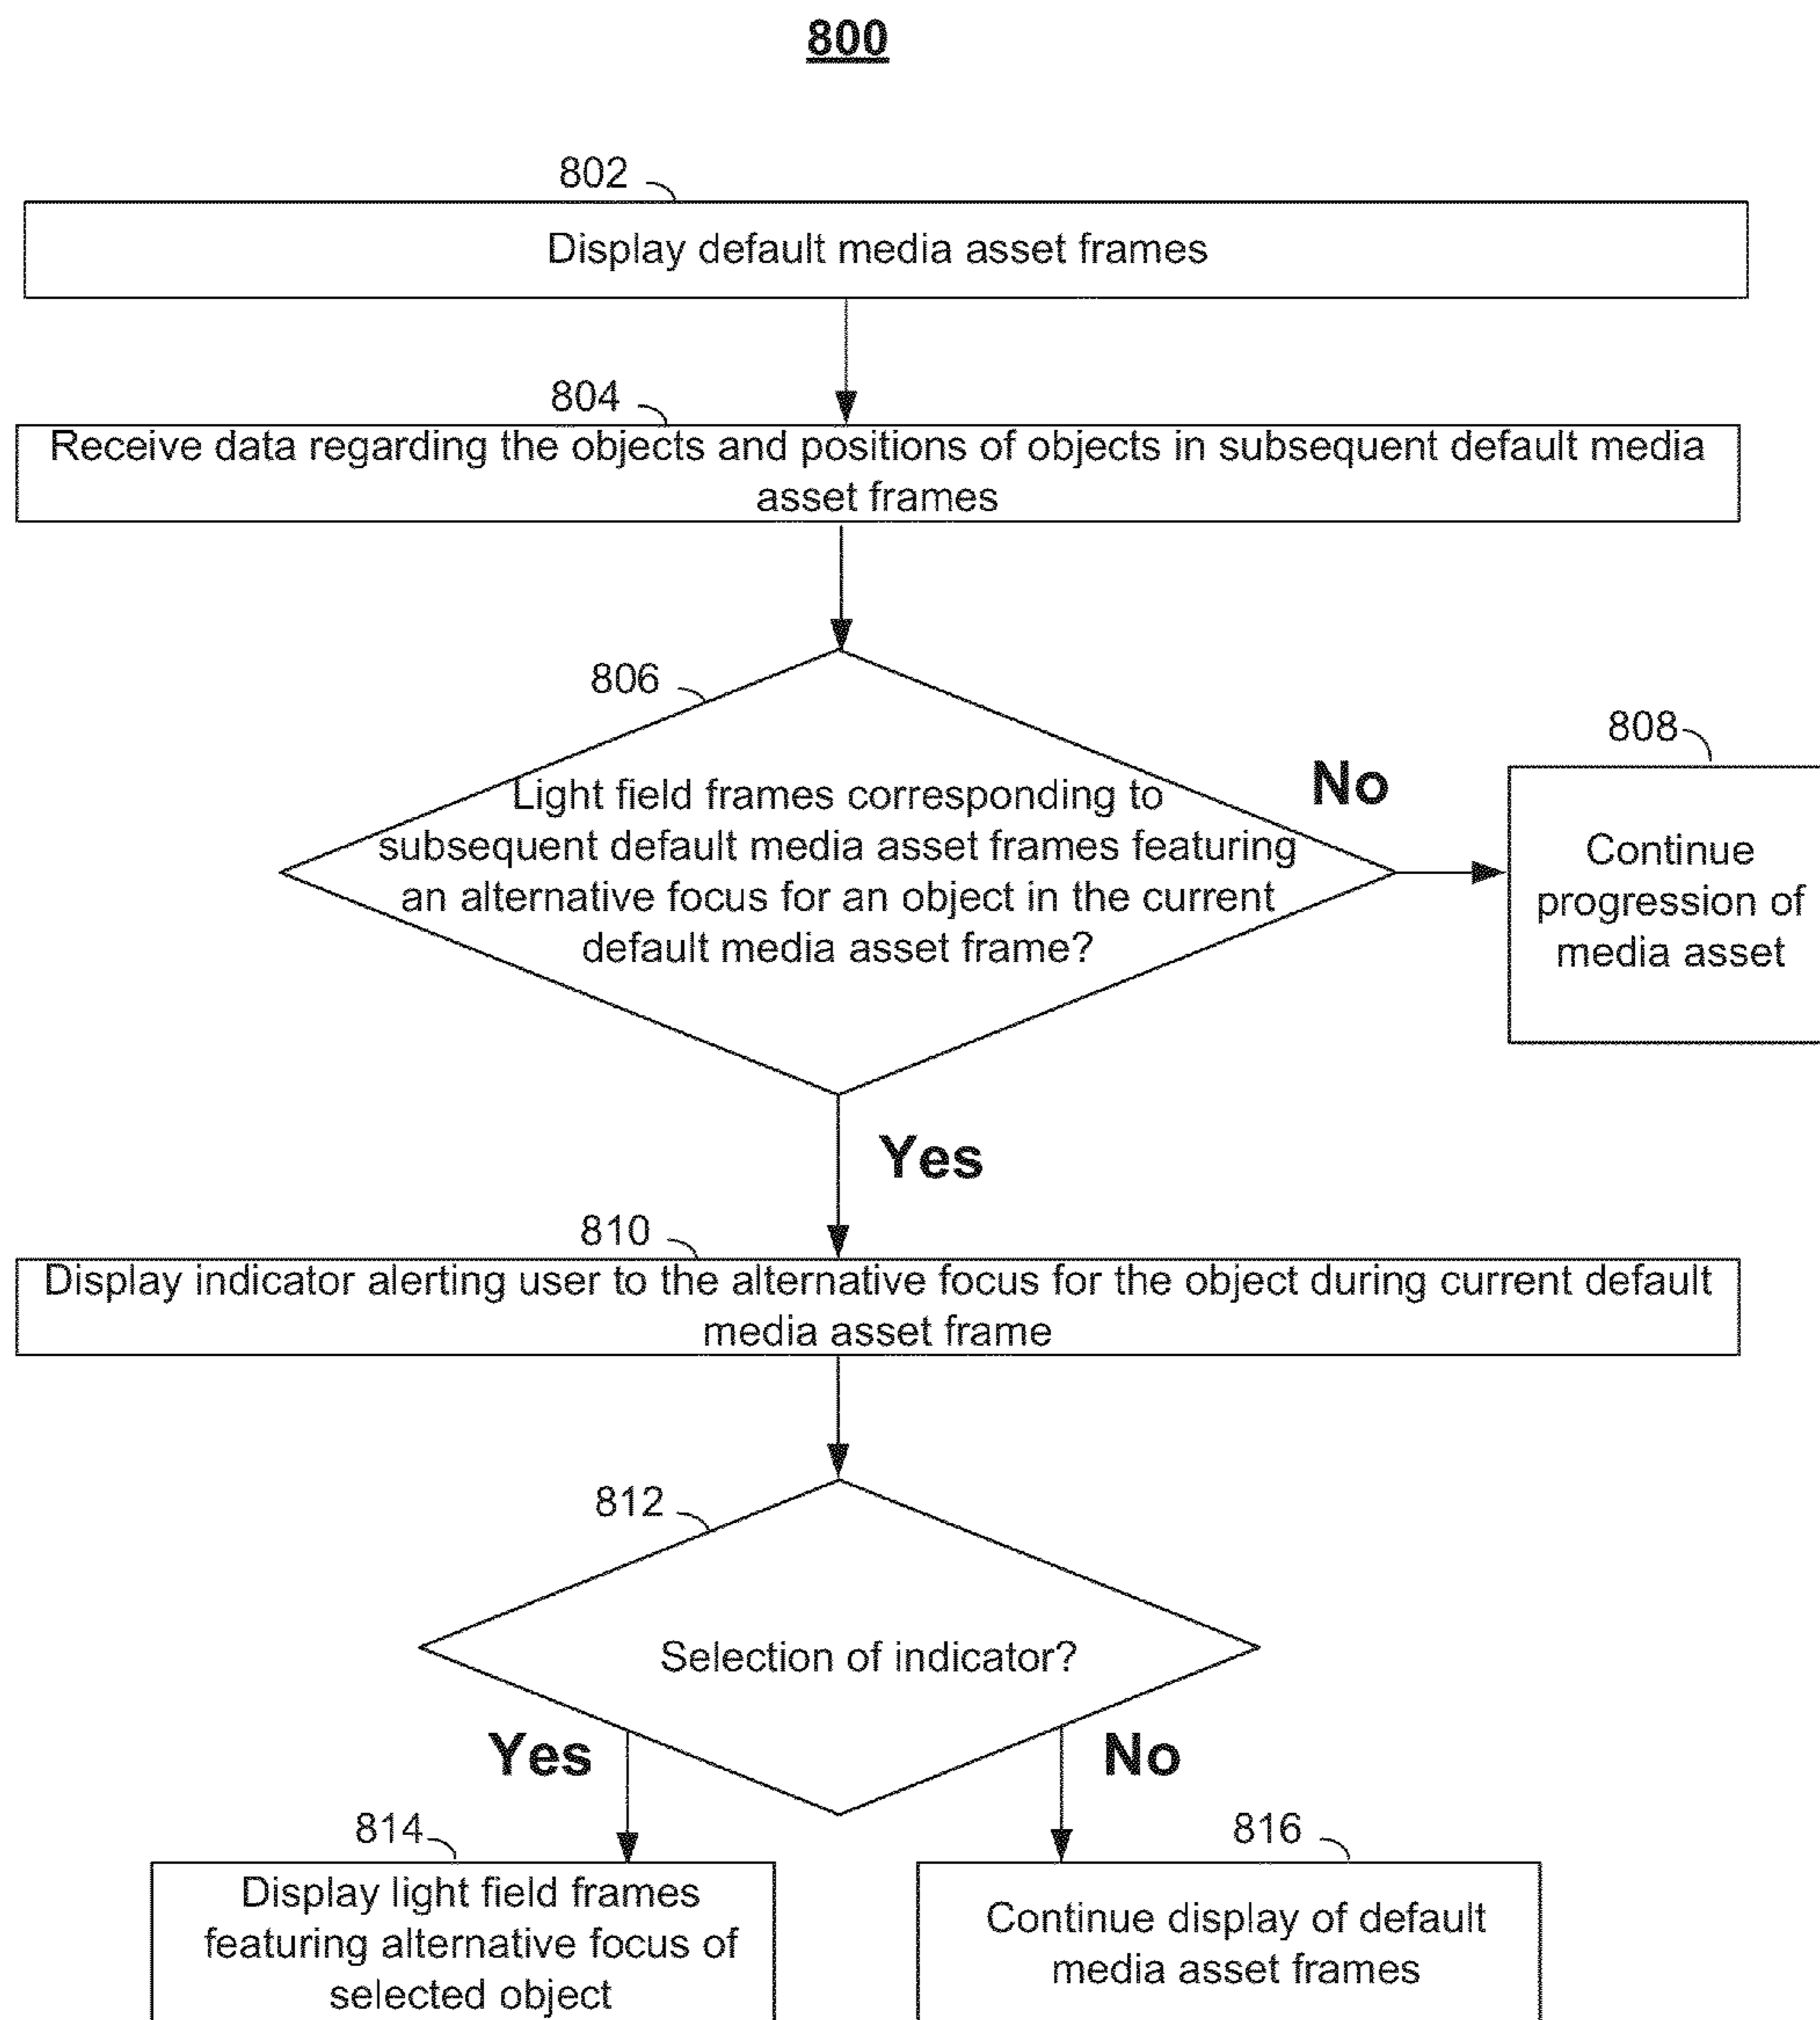 800
802
Display default media asset frames
804
Receive data regarding the objects and positions of objects in subsequent default media
asset frames
806
Light field frames corresponding to
subsequent default media asset frames featuring
an alternative focus for an object in the current
default media asset frame?
No
808
Continue
progression of
media asset
Yes
810
Display indicator alerting user to the alternative focus for the object during current default
media asset frame
812
Selection of indicator?
Yes
No
814
Display light field frames
featuring alternative focus of
selected object
816
Continue display of default
media asset frames